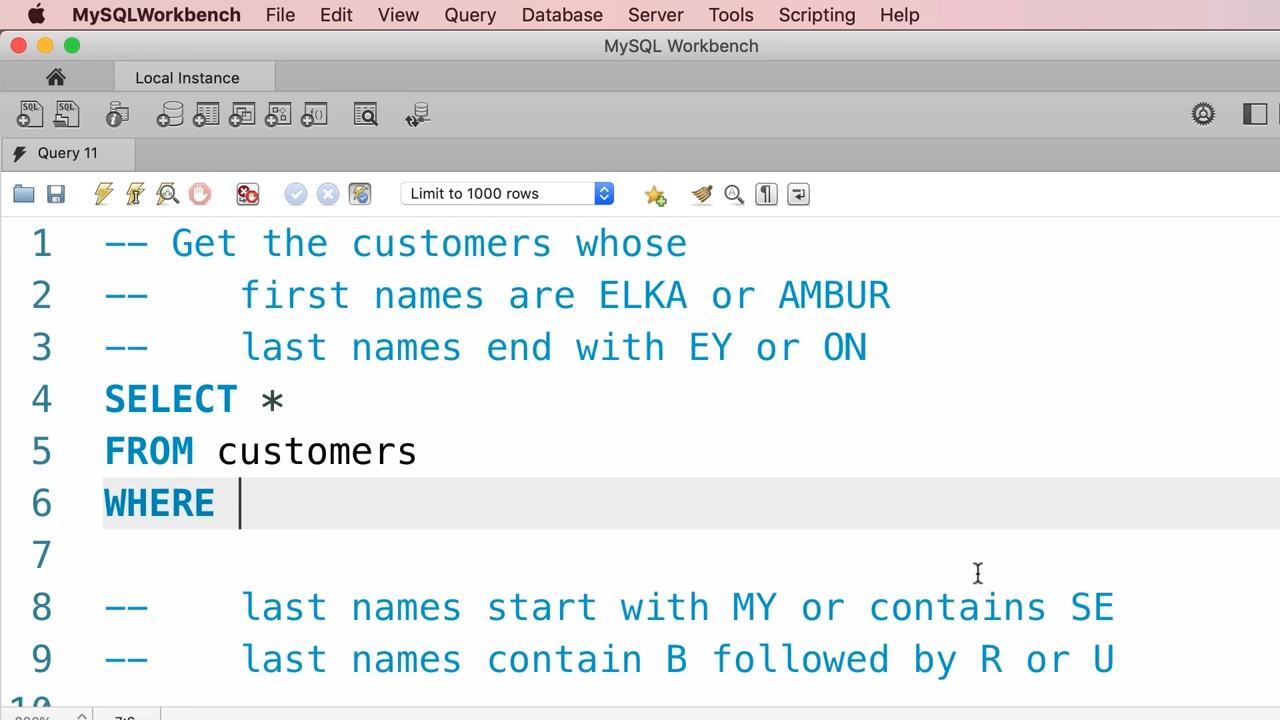 MySQLWorkbench File Edit View Query Database Server Tools Scripting Help
MySQL Workbench
Local Instance
SQL SQL
Query 11
Limit to 1000 rows
1 -- Get the customers whose
2 --    first names are ELKA or AMBUR
3 --    last names end with EY or ON
4 SELECT *
5 FROM customers
6 WHERE
7
8 --    last names start with MY or contains SE
9 --    last names contain B followed by R or U
10